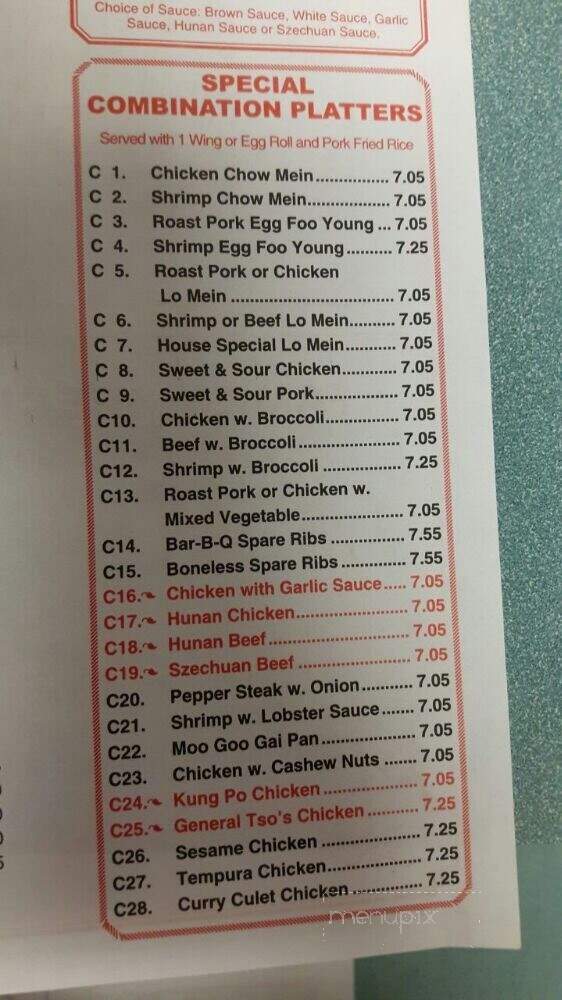 Choice of Sauce: Brown Sauce, White Sauce, Garlic
Sauce, Hunan Sauce or Szechuan Sauce.
SPECIAL
COMBINATION PLATTERS
Served with 1 Wing or Egg Roll and Pork Fried Rice
C 1. Chicken Chow Mein ................ 7.05
C 2. Shrimp Chow Mein.................. 7.05
C 3. Roast Pork Egg Foo Young ... 7.05
C 4. Shrimp Egg Foo Young.......... 7.25
C 5. Roast Pork or Chicken
Lo Mein .................................... 7.05
C 6. Shrimp or Beef Lo Mein.......... 7.05
C 7. House Special Lo Mein........... 7.05
C 8. Sweet & Sour Chicken............ 7.05
C 9. Sweet & Sour Pork.................. 7.05
C10. Chicken w. Broccoli................ 7.05
C11. Beef w. Broccoli ...................... 7.05
C12. Shrimp w. Broccoli ................. 7.25
C13. Roast Pork or Chicken w.
Mixed Vegetable...................... 7.05
C14. Bar-B-Q Spare Ribs ................ 7.55
C15. Boneless Spare Ribs .............. 7.55
C16. Chicken with Garlic Sauce..... 7.05
C17. Hunan Chicken........................ 7.05
C18. Hunan Beef............................... 7.05
C19. Szechuan Beef ........................ 7.05
C20. Pepper Steak w. Onion........... 7.05
C21. Shrimp w. Lobster Sauce....... 7.05
C22. Moo Goo Gai Pan.................... 7.05
C23. Chicken w. Cashew Nuts ....... 7.05
C24. Kung Po Chicken .................... 7.05
C25. General Tso's Chicken ........... 7.25
C26. Sesame Chicken ....................... 7.25
C27. Tempura Chicken..................... 7.25
C28. Curry Culet Chicken................ 7.25
menupix